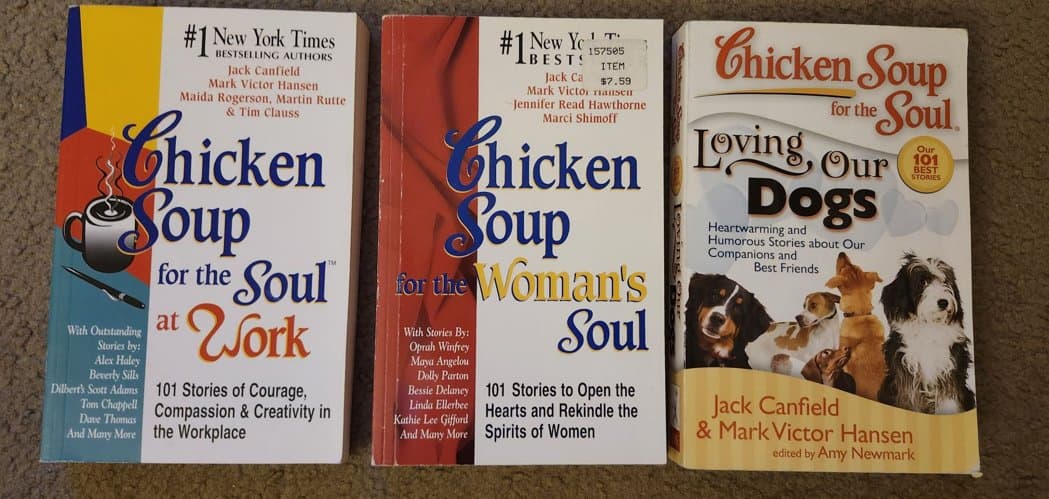 #1 New York Times
BESTSELLING AUTHORS
Jack Canfield
Mark Victor Hansen
Maida Rogerson, Martin Rutte
& Tim Clauss
Chicken
Soup
for the Soul™
at Work
With Outstanding
Stories by:
Alex Haley
Beverly Sills
Dilbert's Scott Adams
Tom Chappell
Dave Thomas
And Many More
101 Stories of Courage,
Compassion & Creativity in
the Workplace
#1 New
BESTS
157505
ITEM
$7.59
Jack
Mark Victor Hansen
Jennifer Read Hawthorne
Marci Shimoff
Chicken
Soup
for the Woman's
Soul
With Stories By:
Oprah Winfrey
Maya Angelou
Dolly Parton
Bessie Delaney
Linda Ellerbee
Kathie Lee Gifford
And Many More
101 Stories to Open the
Hearts and Rekindle the
Spirits of Women
Chicken Soup
for the Soul®
Our
101
BEST
STORIES
Loving Our
Dogs
Heartwarming and
Humorous Stories about Our
Companions and
Best Friends
Jack Canfield
& Mark Victor Hansen
edited by Amy Newmark